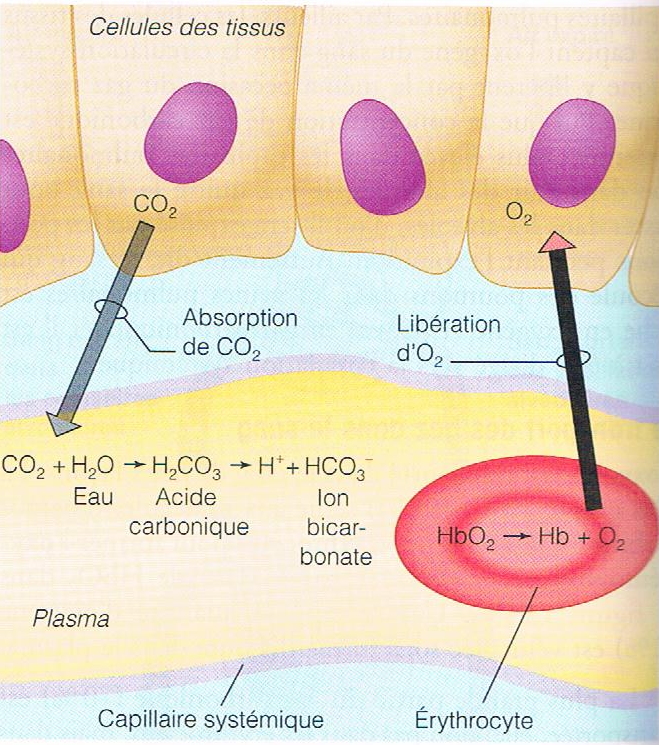 Cellules des tissus
CO₂
O₂
Absorption
de CO₂
Libération
d'O₂
CO₂ + H₂O → H₂CO₃ → H⁺ + HCO₃⁻
Eau
Acide
carbonique
Ion
bicar-
bonate
HbO₂ → Hb + O₂
Plasma
Capillaire systémique
Érythrocyte